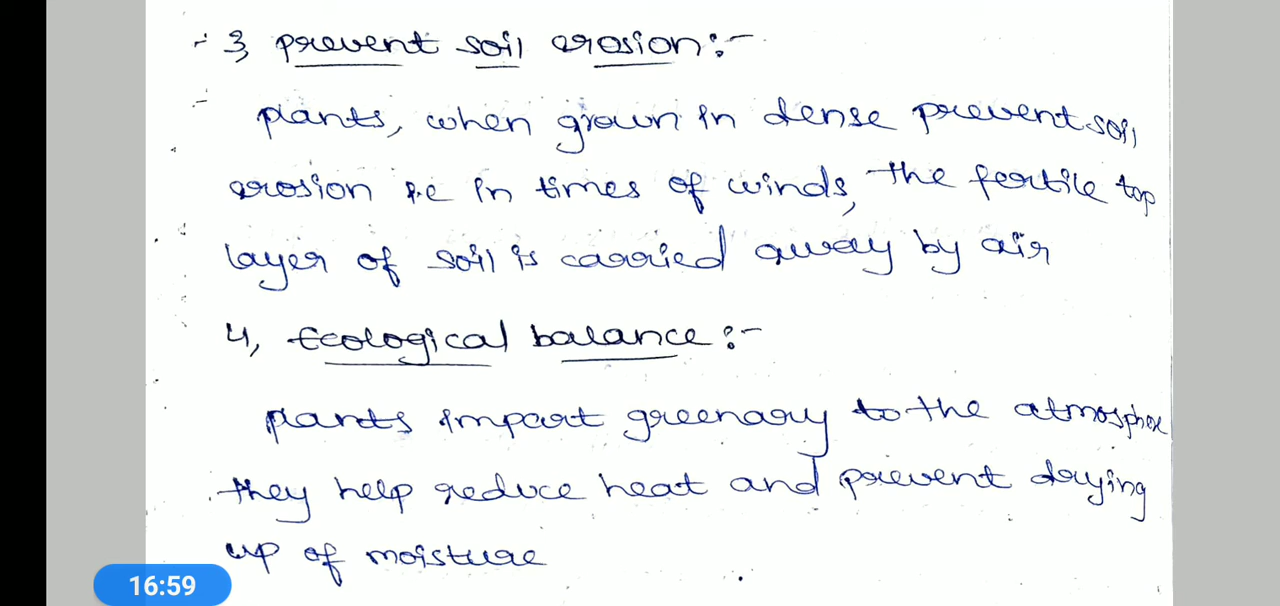 3, prevent soil erosion:-
plants, when grown in dense prevent soil
erosion i.e in times of winds, the fertile top
layer of soil is carried away by air
4, Ecological balance:-
plants impart greenary to the atmosphere
they help reduce heat and prevent drying
up of moisture
16:59